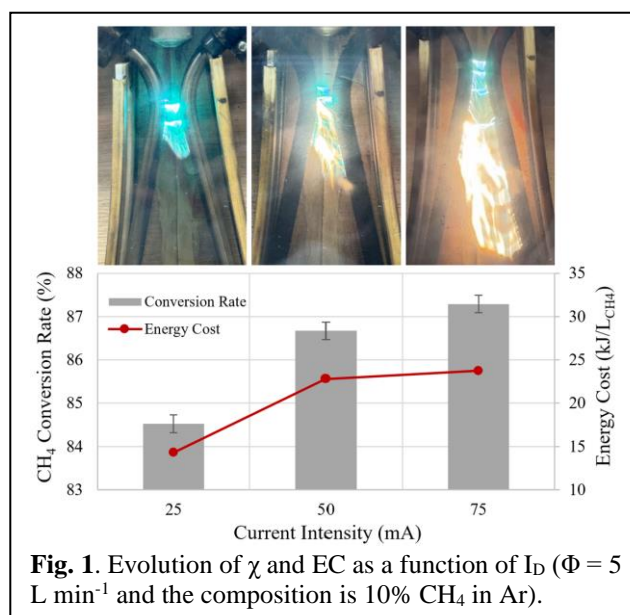 88
87
86
85
84
83
CH₄ Conversion Rate (%)
Conversion Rate
Energy Cost
35
30
25
20
15
10
Energy Cost (kJ/L_CH4)
25 50 75
Current Intensity (mA)
Fig. 1. Evolution of χ and EC as a function of I_D (Φ = 5
L min⁻¹ and the composition is 10% CH₄ in Ar).